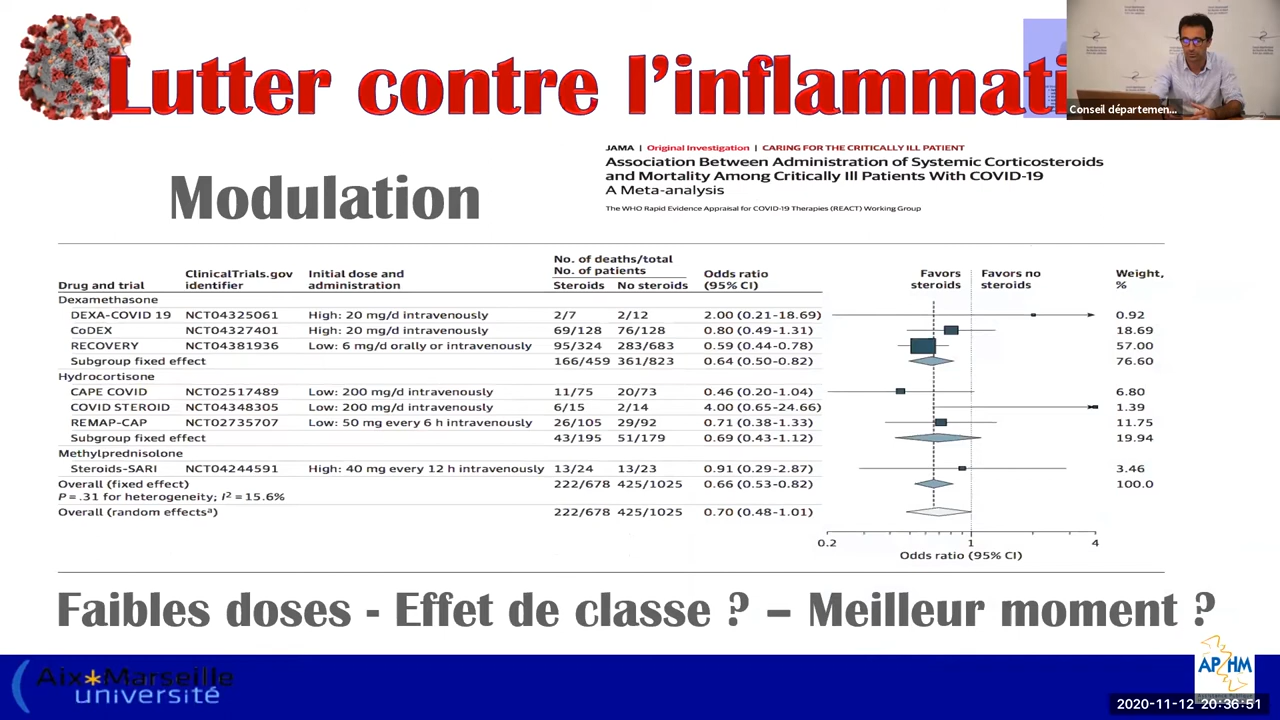 Lutter contre l'inflammati
Conseil départemen...
JAMA | Original Investigation | CARING FOR THE CRITICALLY ILL PATIENT
Association Between Administration of Systemic Corticosteroids
and Mortality Among Critically Ill Patients With COVID-19
A Meta-analysis
The WHO Rapid Evidence Appraisal for COVID-19 Therapies (REACT) Working Group
Modulation
Drug and trial ClinicalTrials.gov identifier Initial dose and administration No. of deaths/total No. of patients Steroids No steroids Odds ratio (95% CI) Favors steroids Favors no steroids Weight, %
Dexamethasone
DEXA-COVID 19 NCT04325061 High: 20 mg/d intravenously 2/7 2/12 2.00 (0.21-18.69) 0.92
CoDEX NCT04327401 High: 20 mg/d intravenously 69/128 76/128 0.80 (0.49-1.31) 18.69
RECOVERY NCT04381936 Low: 6 mg/d orally or intravenously 95/324 283/683 0.59 (0.44-0.78) 57.00
Subgroup fixed effect 166/459 361/823 0.64 (0.50-0.82) 76.60
Hydrocortisone
CAPE COVID NCT02517489 Low: 200 mg/d intravenously 11/75 20/73 0.46 (0.20-1.04) 6.80
COVID STEROID NCT04348305 Low: 200 mg/d intravenously 6/15 2/14 4.00 (0.65-24.66) 1.39
REMAP-CAP NCT02735707 Low: 50 mg every 6 h intravenously 26/105 29/92 0.71 (0.38-1.33) 11.75
Subgroup fixed effect 43/195 51/179 0.69 (0.43-1.12) 19.94
Methylprednisolone
Steroids-SARI NCT04244591 High: 40 mg every 12 h intravenously 13/24 13/23 0.91 (0.29-2.87) 3.46
Overall (fixed effect) 222/678 425/1025 0.66 (0.53-0.82) 100.0
P = .31 for heterogeneity; I² = 15.6%
Overall (random effectsᵃ) 222/678 425/1025 0.70 (0.48-1.01)
0.2 1 4
Odds ratio (95% CI)
Faibles doses - Effet de classe ? – Meilleur moment ?
Aix*Marseille
université
AP HM
2020-11-12 20:36:51